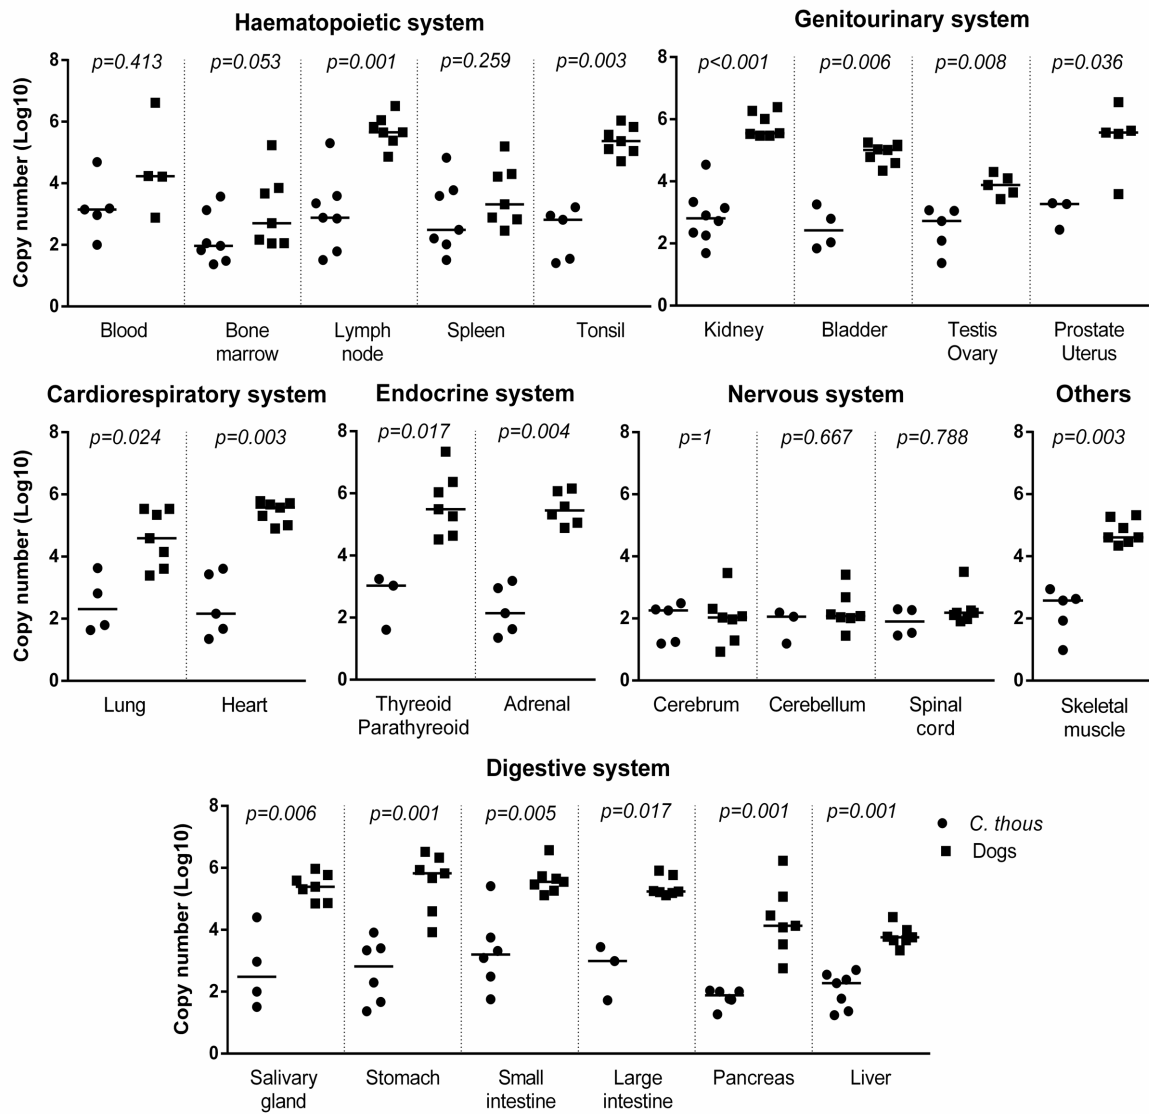 Haematopoietic system
Genitourinary system
p=0.413 p=0.053 p=0.001 p=0.259 p=0.003
p<0.001 p=0.006 p=0.008 p=0.036
Copy number (Log10)
8
6
4
2
0
8
6
4
2
0
Blood
Bone
marrow
Lymph
node
Spleen
Tonsil
Kidney
Bladder
Testis
Ovary
Prostate
Uterus
Cardiorespiratory system
Endocrine system
Nervous system
Others
p=0.024 p=0.003
p=0.017 p=0.004
p=1 p=0.667 p=0.788
p=0.003
Copy number (Log10)
8
6
4
2
0
8
6
4
2
0
8
6
4
2
0
8
6
4
2
0
Lung
Heart
Thyreoid
Parathyreoid
Adrenal
Cerebrum
Cerebellum
Spinal
cord
Skeletal
muscle
Digestive system
p=0.006 p=0.001 p=0.005 p=0.017 p=0.001 p=0.001
Copy number (Log10)
8
6
4
2
0
Salivary
gland
Stomach
Small
intestine
Large
intestine
Pancreas
Liver
C. thous
Dogs